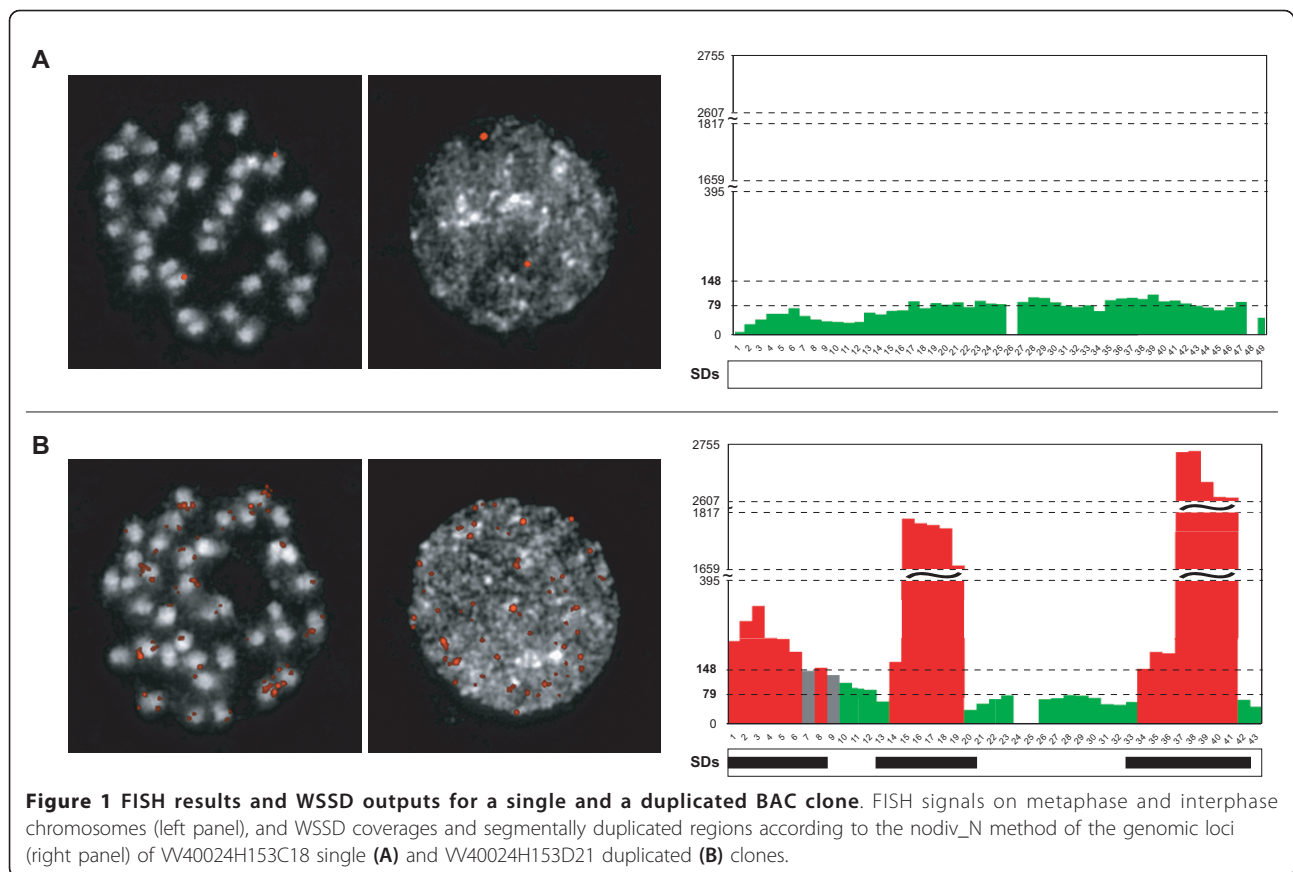 A
2755
2607
1817
1659
395
148
79
0
1 2 3 4 5 6 7 8 9 10 11 12 13 14 15 16 17 18 19 20 21 22 23 24 25 26 27 28 29 30 31 32 33 34 35 36 37 38 39 40 41 42 43 44 45 46 47 48 49
SDs
B
2755
2607
1817
1659
395
148
79
0
1 2 3 4 5 6 7 8 9 10 11 12 13 14 15 16 17 18 19 20 21 22 23 24 25 26 27 28 29 30 31 32 33 34 35 36 37 38 39 40 41 42 43
SDs
Figure 1 FISH results and WSSD outputs for a single and a duplicated BAC clone. FISH signals on metaphase and interphase
chromosomes (left panel), and WSSD coverages and segmentally duplicated regions according to the nodiv_N method of the genomic loci
(right panel) of VV40024H153C18 single (A) and VV40024H153D21 duplicated (B) clones.